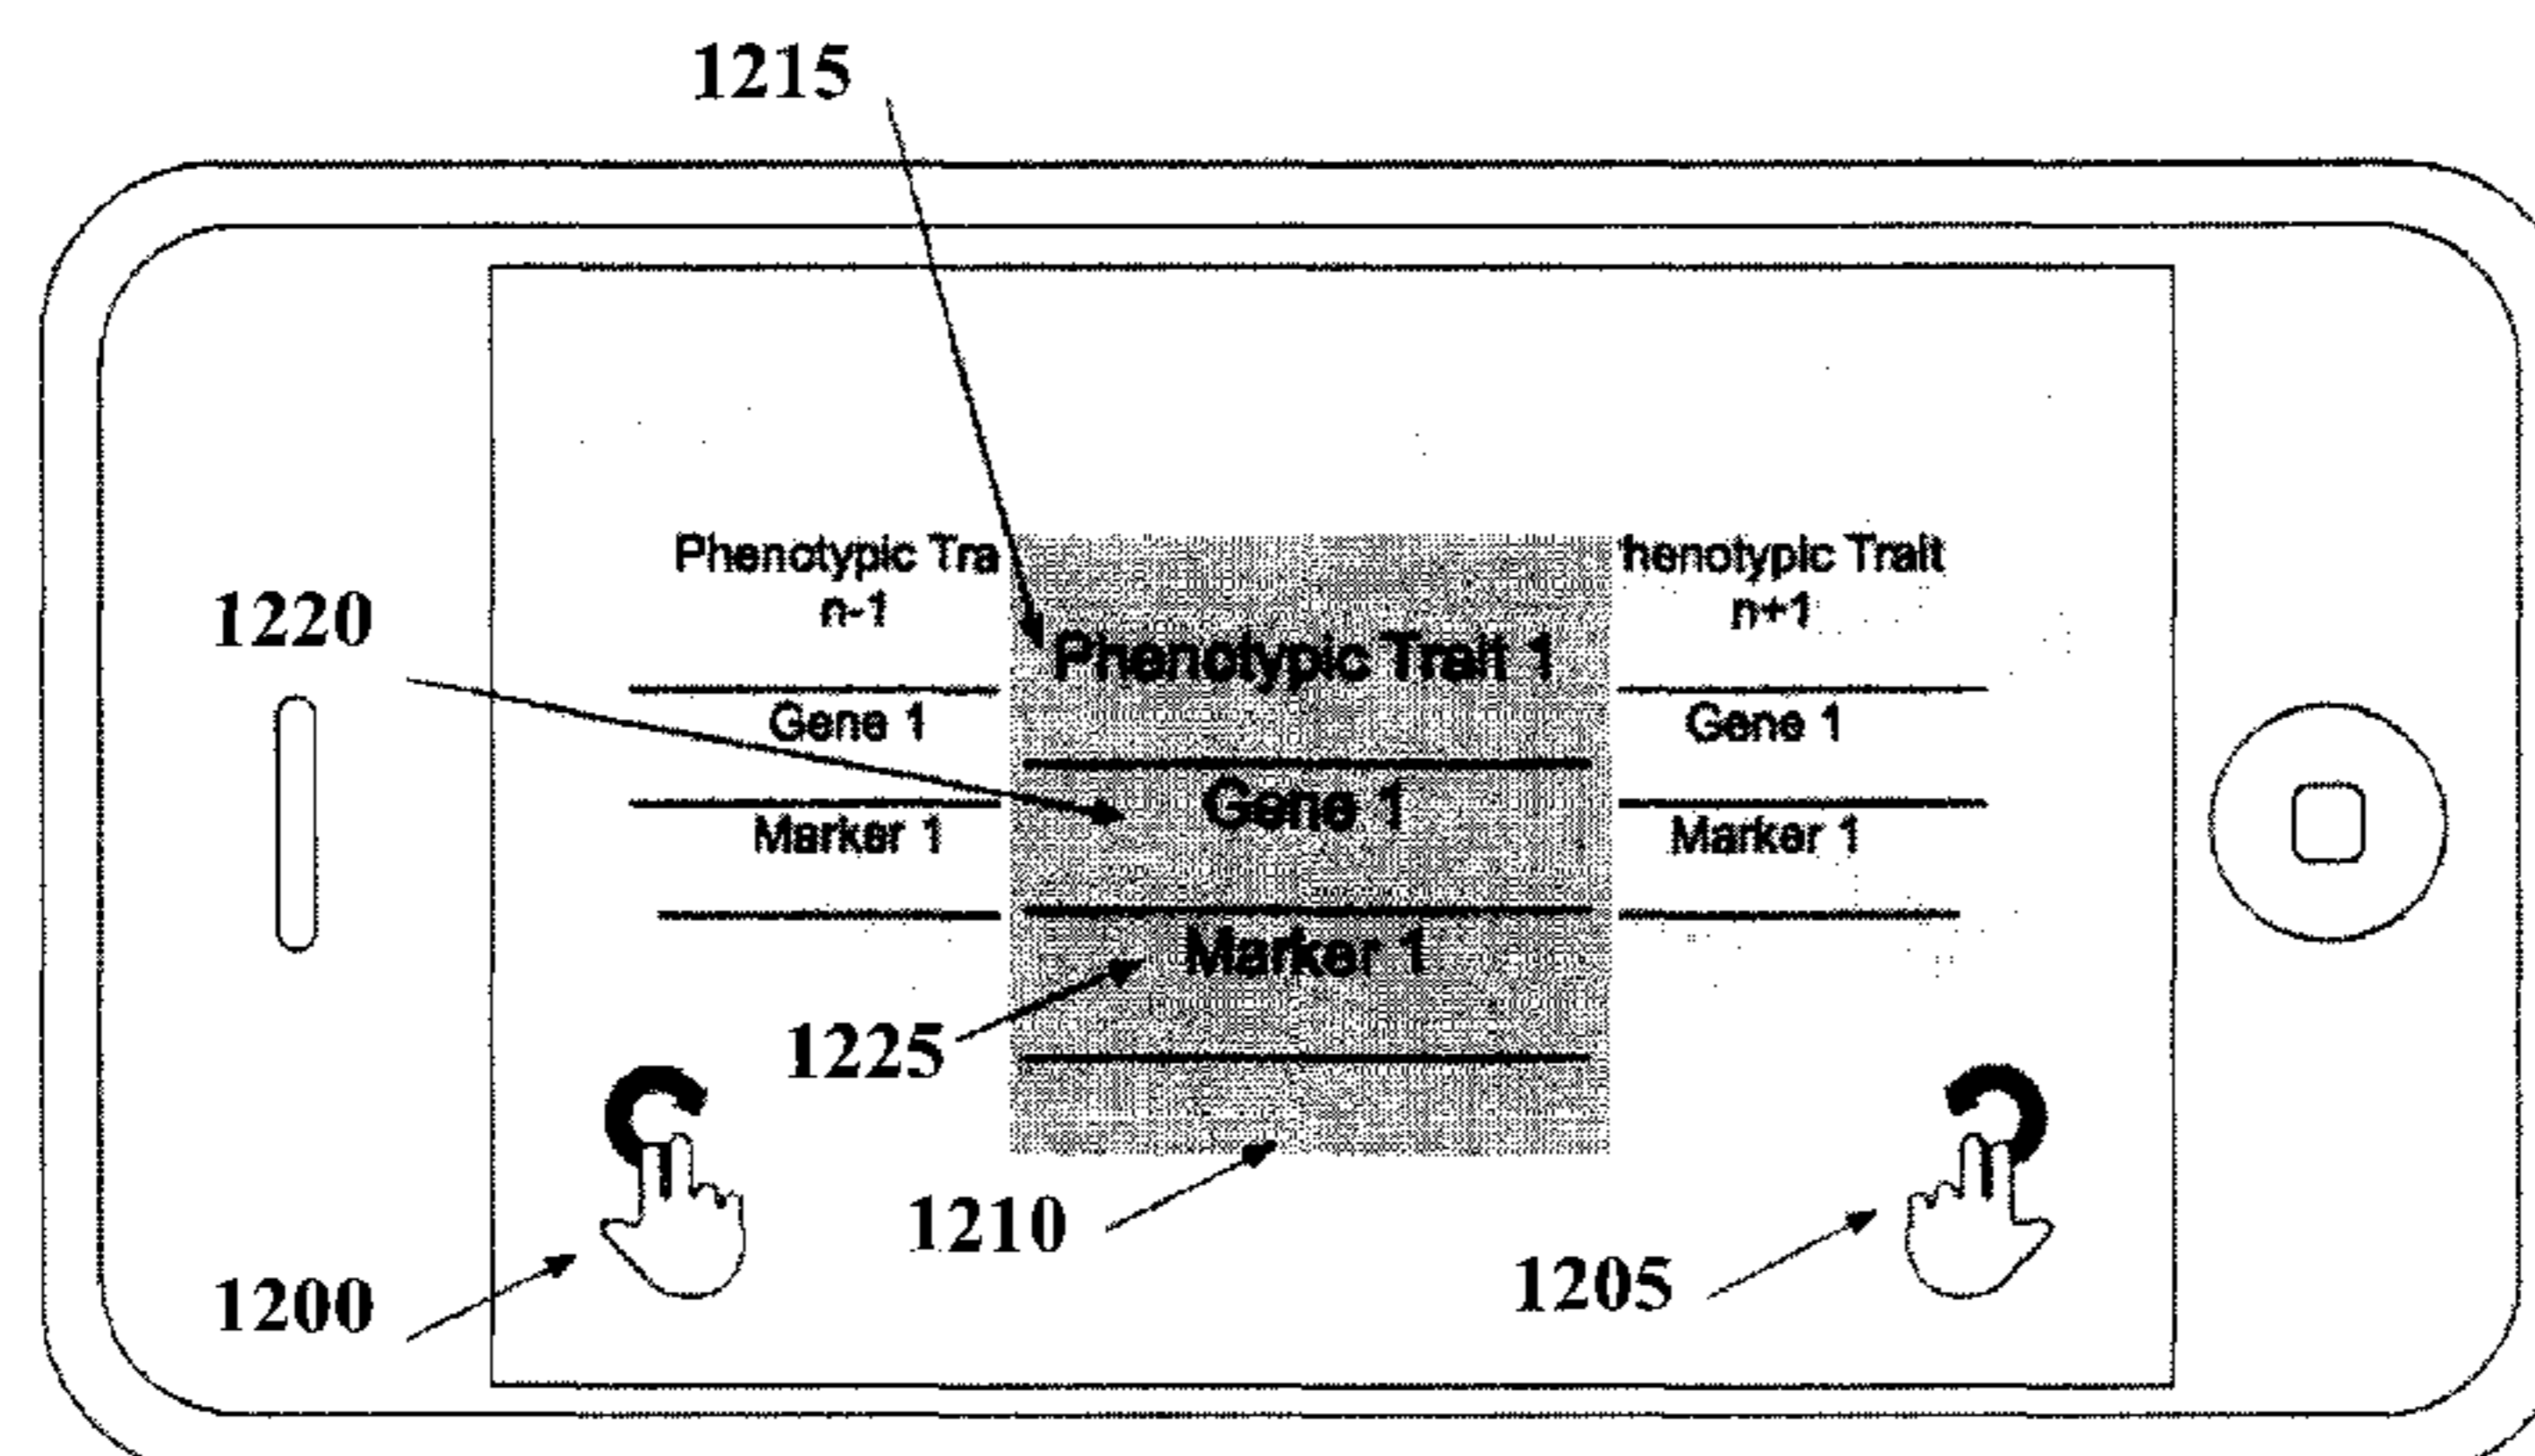 1215
Phenotypic Tra
n-1
henotypic Trait
n+1
1220
Phenotypic Trait 1
Gene 1
Gene 1
Gene 1
Marker 1
Marker 1
Marker 1
1225
1210
1200
1205